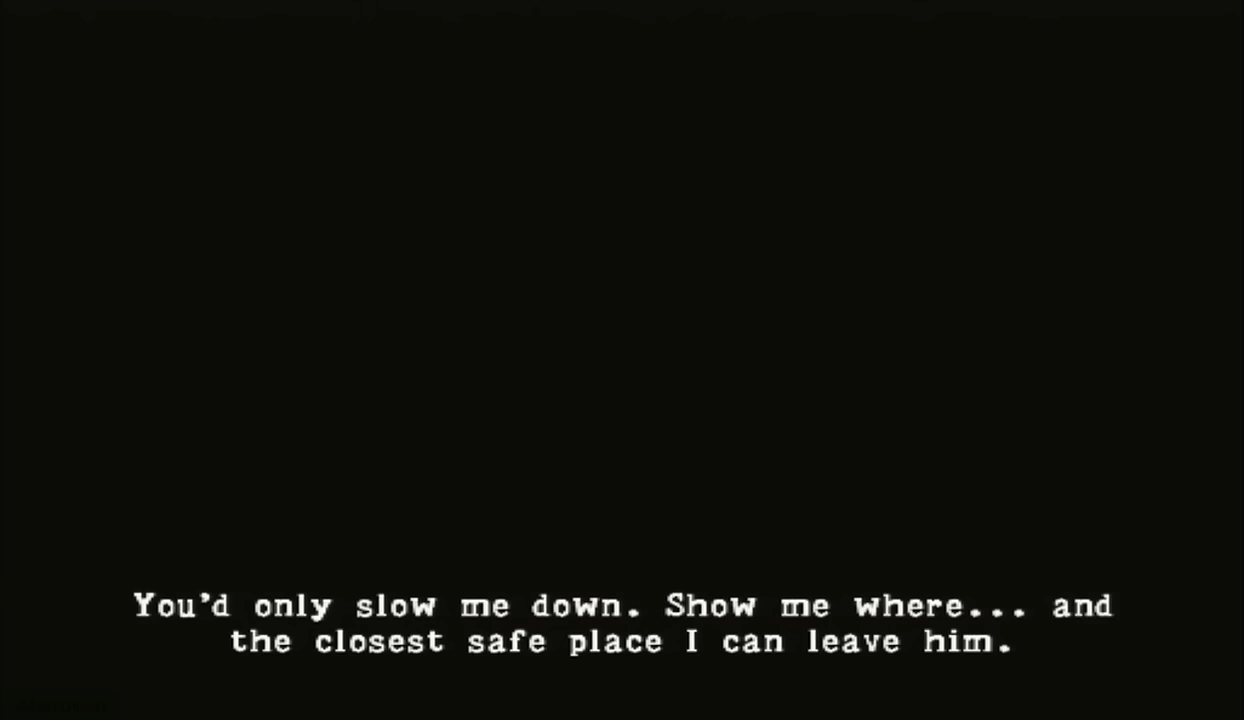 You'd only slow me down. Show me where... and
the closest safe place I can leave him.